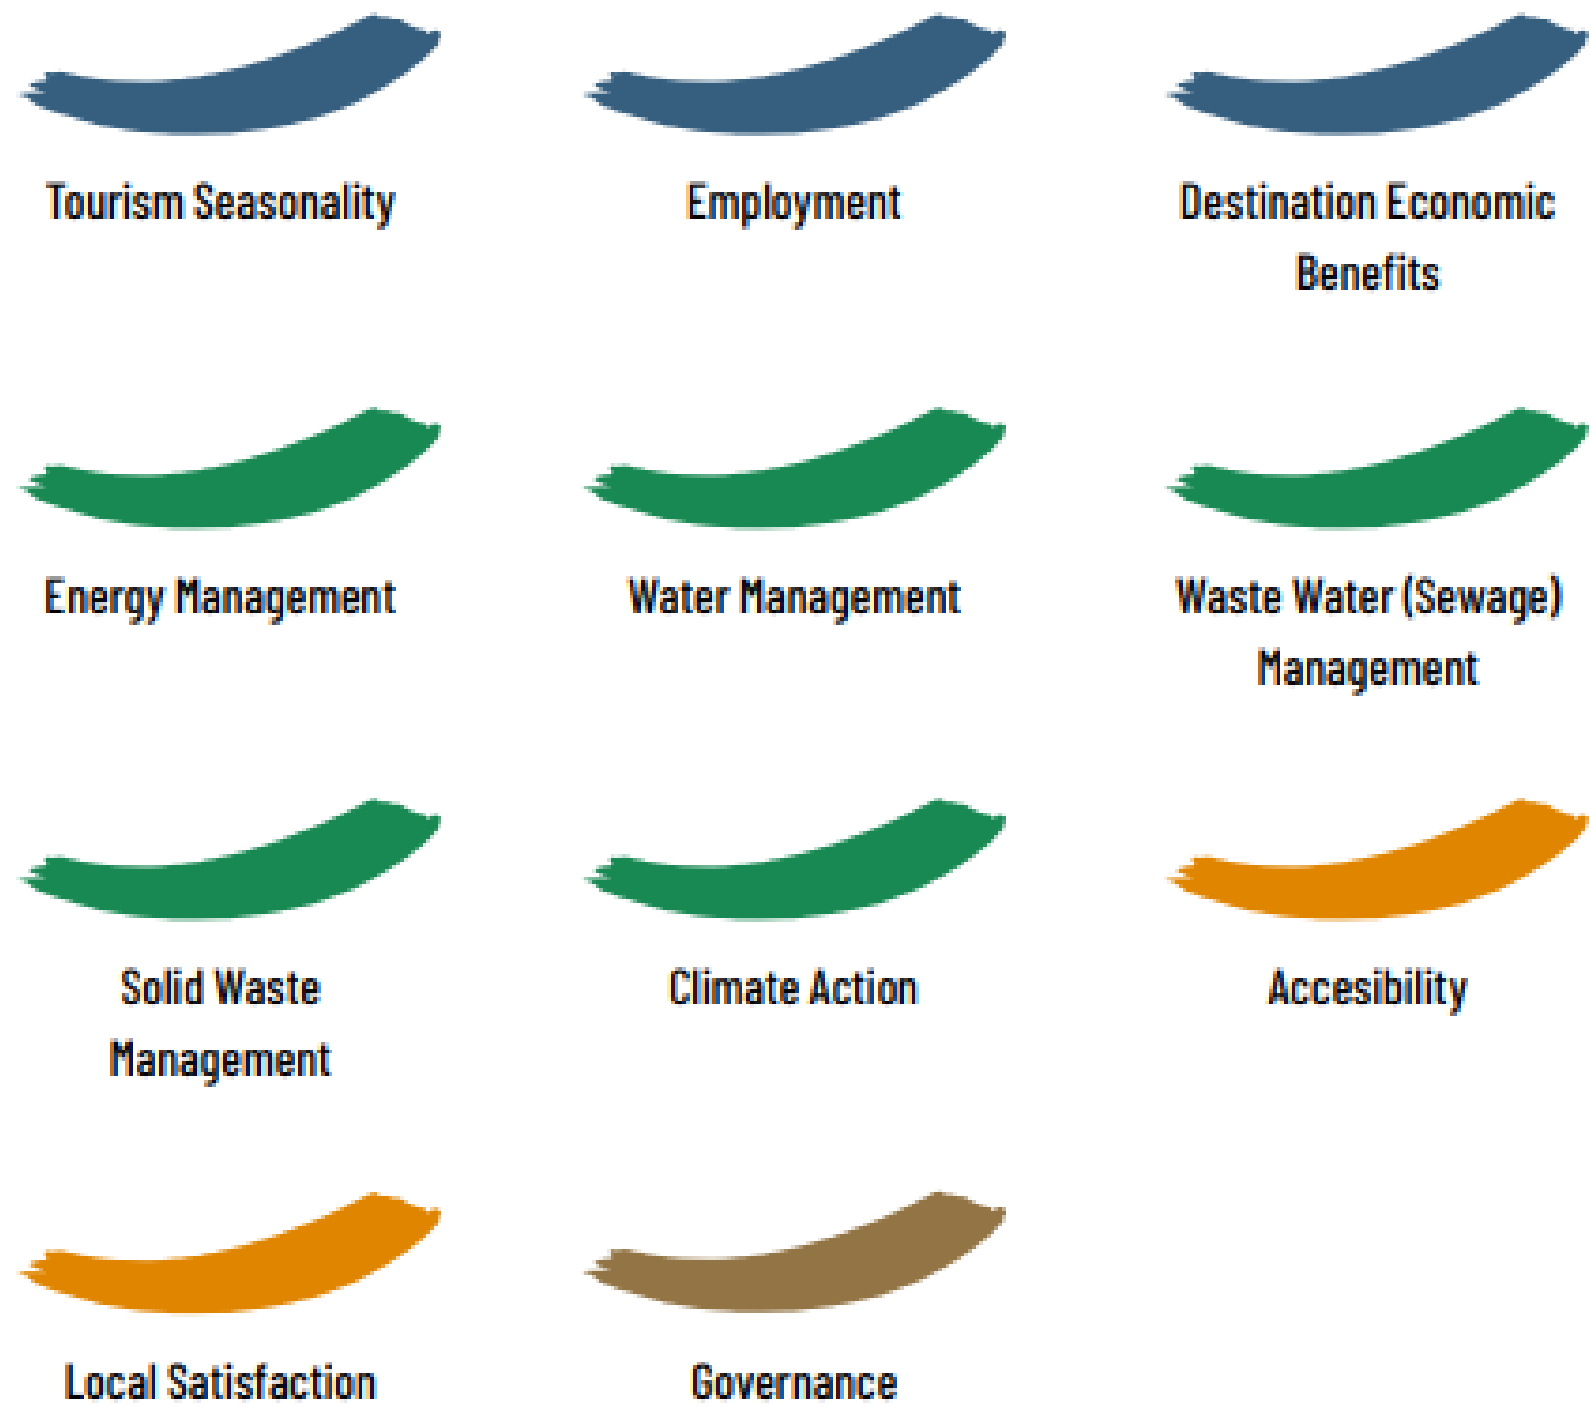 Tourism Seasonality
Employment
Destination Economic
Benefits
Energy Management
Water Management
Waste Water (Sewage)
Management
Solid Waste
Management
Climate Action
Accesibility
Local Satisfaction
Governance